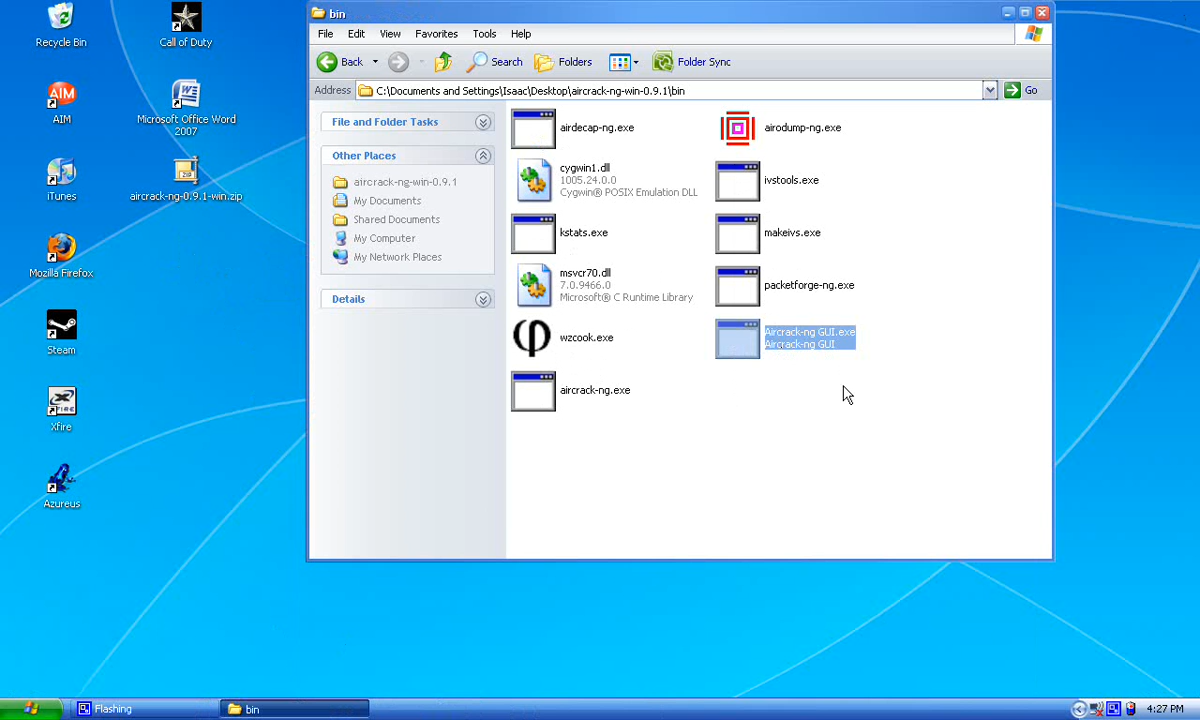 Recycle Bin
Call of Duty
AIM
Microsoft Office Word
2007
iTunes
aircrack-ng-0.9.1-win.zip
Mozilla Firefox
Steam
Xfire
Azureus
bin
File Edit View Favorites Tools Help
Back Search Folders Folder Sync
Address C:\Documents and Settings\Isaac\Desktop\aircrack-ng-win-0.9.1\bin Go
File and Folder Tasks
Other Places
aircrack-ng-win-0.9.1
My Documents
Shared Documents
My Computer
My Network Places
Details
airdecap-ng.exe
airodump-ng.exe
cygwin1.dll
1005.24.0.0
Cygwin® POSIX Emulation DLL
ivstools.exe
kstats.exe
makeivs.exe
msvcr70.dll
7.0.9466.0
Microsoft® C Runtime Library
packetforge-ng.exe
wzcook.exe
Aircrack-ng GUI.exe
Aircrack-ng GUI
aircrack-ng.exe
Flashing
bin
4:27 PM